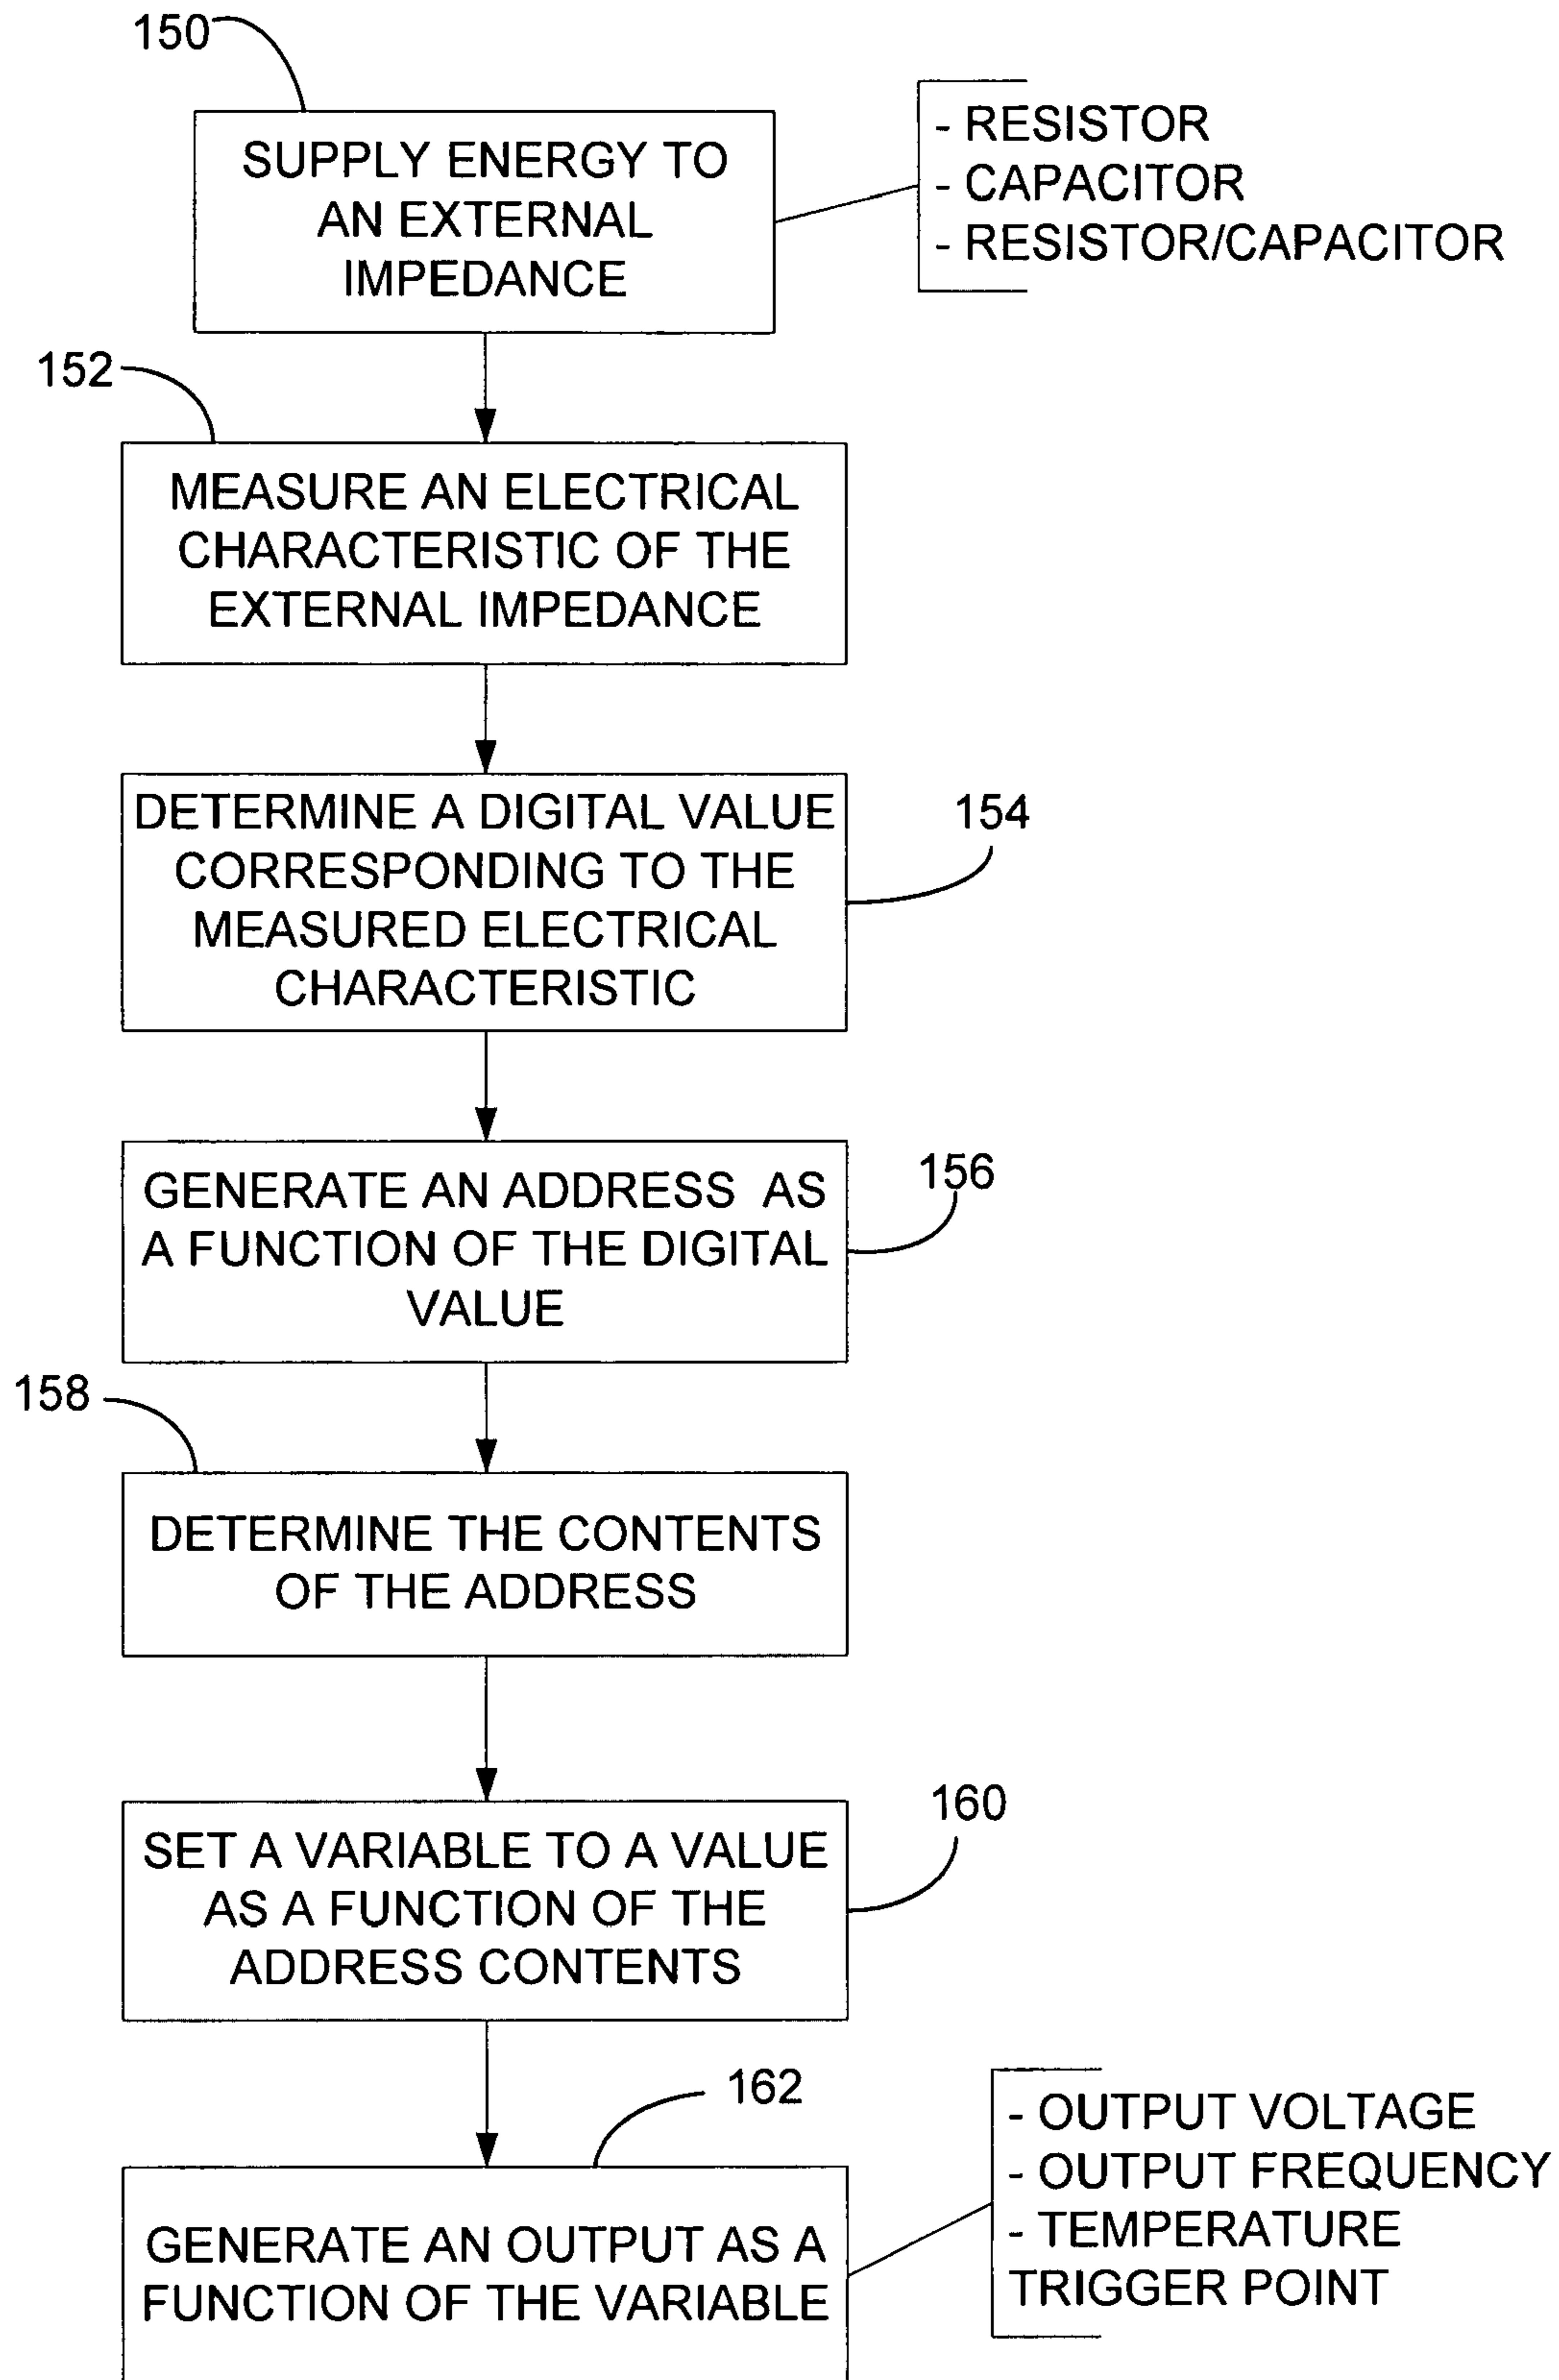 150
SUPPLY ENERGY TO
AN EXTERNAL
IMPEDANCE
- RESISTOR
- CAPACITOR
- RESISTOR/CAPACITOR
152
MEASURE AN ELECTRICAL
CHARACTERISTIC OF THE
EXTERNAL IMPEDANCE
DETERMINE A DIGITAL VALUE
CORRESPONDING TO THE
MEASURED ELECTRICAL
CHARACTERISTIC
154
GENERATE AN ADDRESS AS
A FUNCTION OF THE DIGITAL
VALUE
156
158
DETERMINE THE CONTENTS
OF THE ADDRESS
SET A VARIABLE TO A VALUE
AS A FUNCTION OF THE
ADDRESS CONTENTS
160
162
GENERATE AN OUTPUT AS A
FUNCTION OF THE VARIABLE
- OUTPUT VOLTAGE
- OUTPUT FREQUENCY
- TEMPERATURE
TRIGGER POINT